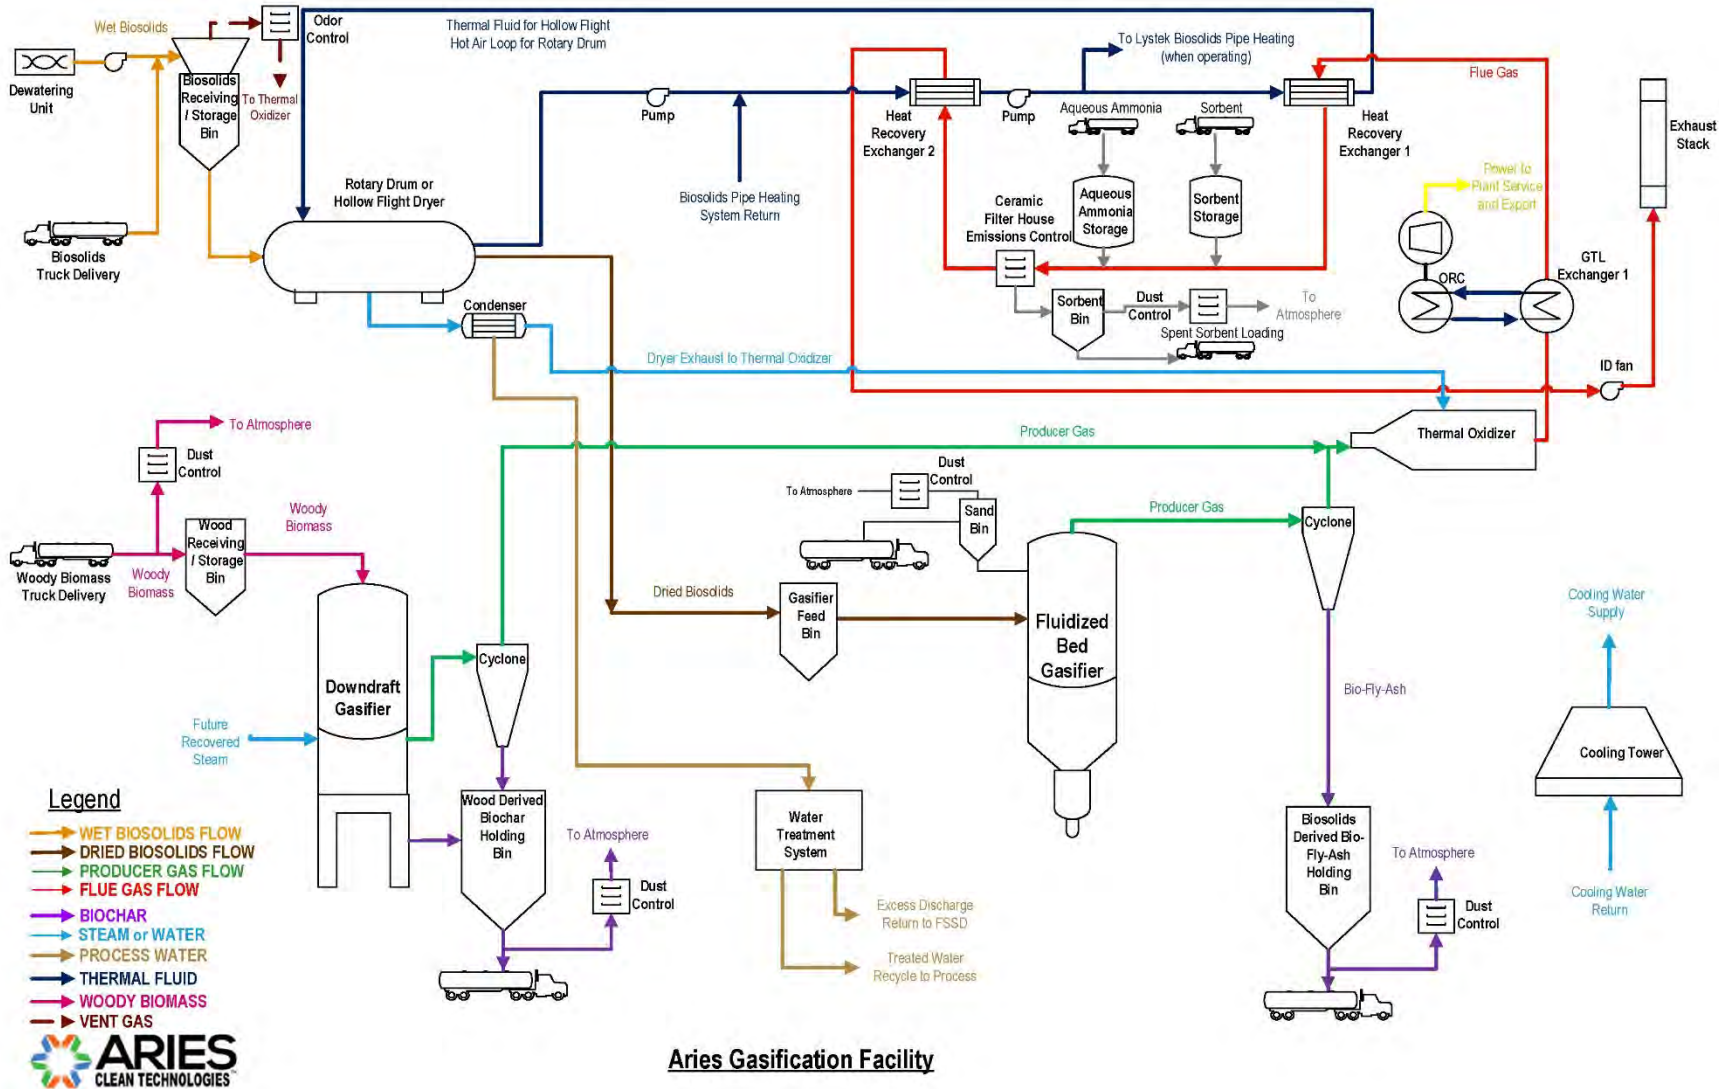 Wet Biosolids
Odor
Control
Dewatering
Unit
Biosolids
Receiving
/ Storage
Bin
To Thermal
Oxidizer
Biosolids
Truck Delivery
Thermal Fluid for Hollow Flight
Hot Air Loop for Rotary Drum
Rotary Drum or
Hollow Flight Dryer
Pump
Biosolids Pipe Heating
System Return
Heat
Recovery
Exchanger 2
Pump
To Lystek Biosolids Pipe Heating
(when operating)
Aqueous Ammonia
Sorbent
Heat
Recovery
Exchanger 1
Flue Gas
Exhaust
Stack
Power to
Plant Service
and Export
Aqueous
Ammonia
Storage
Sorbent
Storage
Ceramic
Filter House
Emissions Control
ORC
GTL
Exchanger 1
Sorbent
Bin
Dust
Control
To
Atmosphere
Spent Sorbent Loading
Condenser
Dryer Exhaust to Thermal Oxidizer
ID fan
Thermal Oxidizer
Producer Gas
To Atmosphere
Dust
Control
Woody
Biomass
Wood
Receiving
/ Storage
Bin
Woody Biomass
Truck Delivery
Woody
Biomass
Dust
Control
To Atmosphere
Sand
Bin
Producer Gas
Cyclone
Dried Biosolids
Gasifier
Feed
Bin
Fluidized
Bed
Gasifier
Cooling Water
Supply
Cyclone
Downdraft
Gasifier
Future
Recovered
Steam
Bio-Fly-Ash
Cooling Tower
Wood Derived
Biochar
Holding
Bin
To Atmosphere
Dust
Control
Water
Treatment
System
Excess Discharge
Return to FSSD
Treated Water
Recycle to Process
Biosolids
Derived Bio-
Fly-Ash
Holding
Bin
To Atmosphere
Dust
Control
Cooling Water
Return
Legend
WET BIOSOLIDS FLOW
DRIED BIOSOLIDS FLOW
PRODUCER GAS FLOW
FLUE GAS FLOW
BIOCHAR
STEAM or WATER
PROCESS WATER
THERMAL FLUID
WOODY BIOMASS
VENT GAS
ARIES
CLEAN TECHNOLOGIES™
Aries Gasification Facility